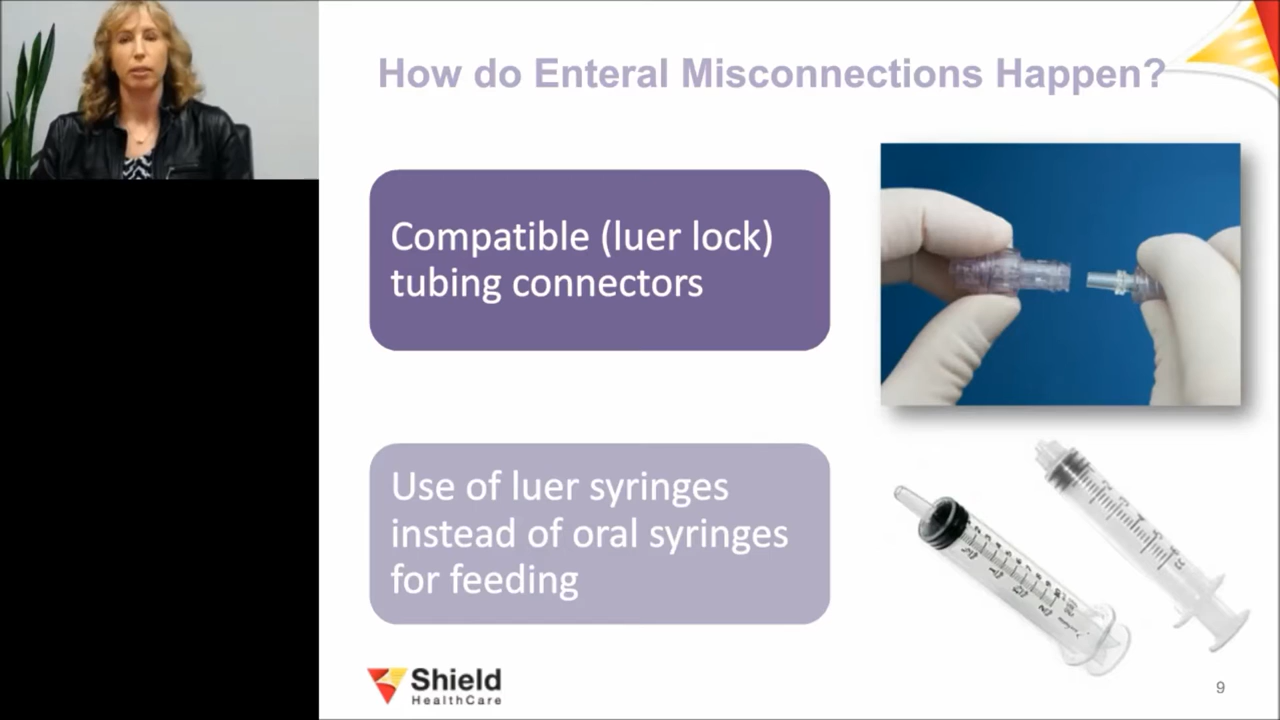 How do Enteral Misconnections Happen?
Compatible (luer lock)
tubing connectors
Use of luer syringes
instead of oral syringes
for feeding
Shield
HealthCare
9